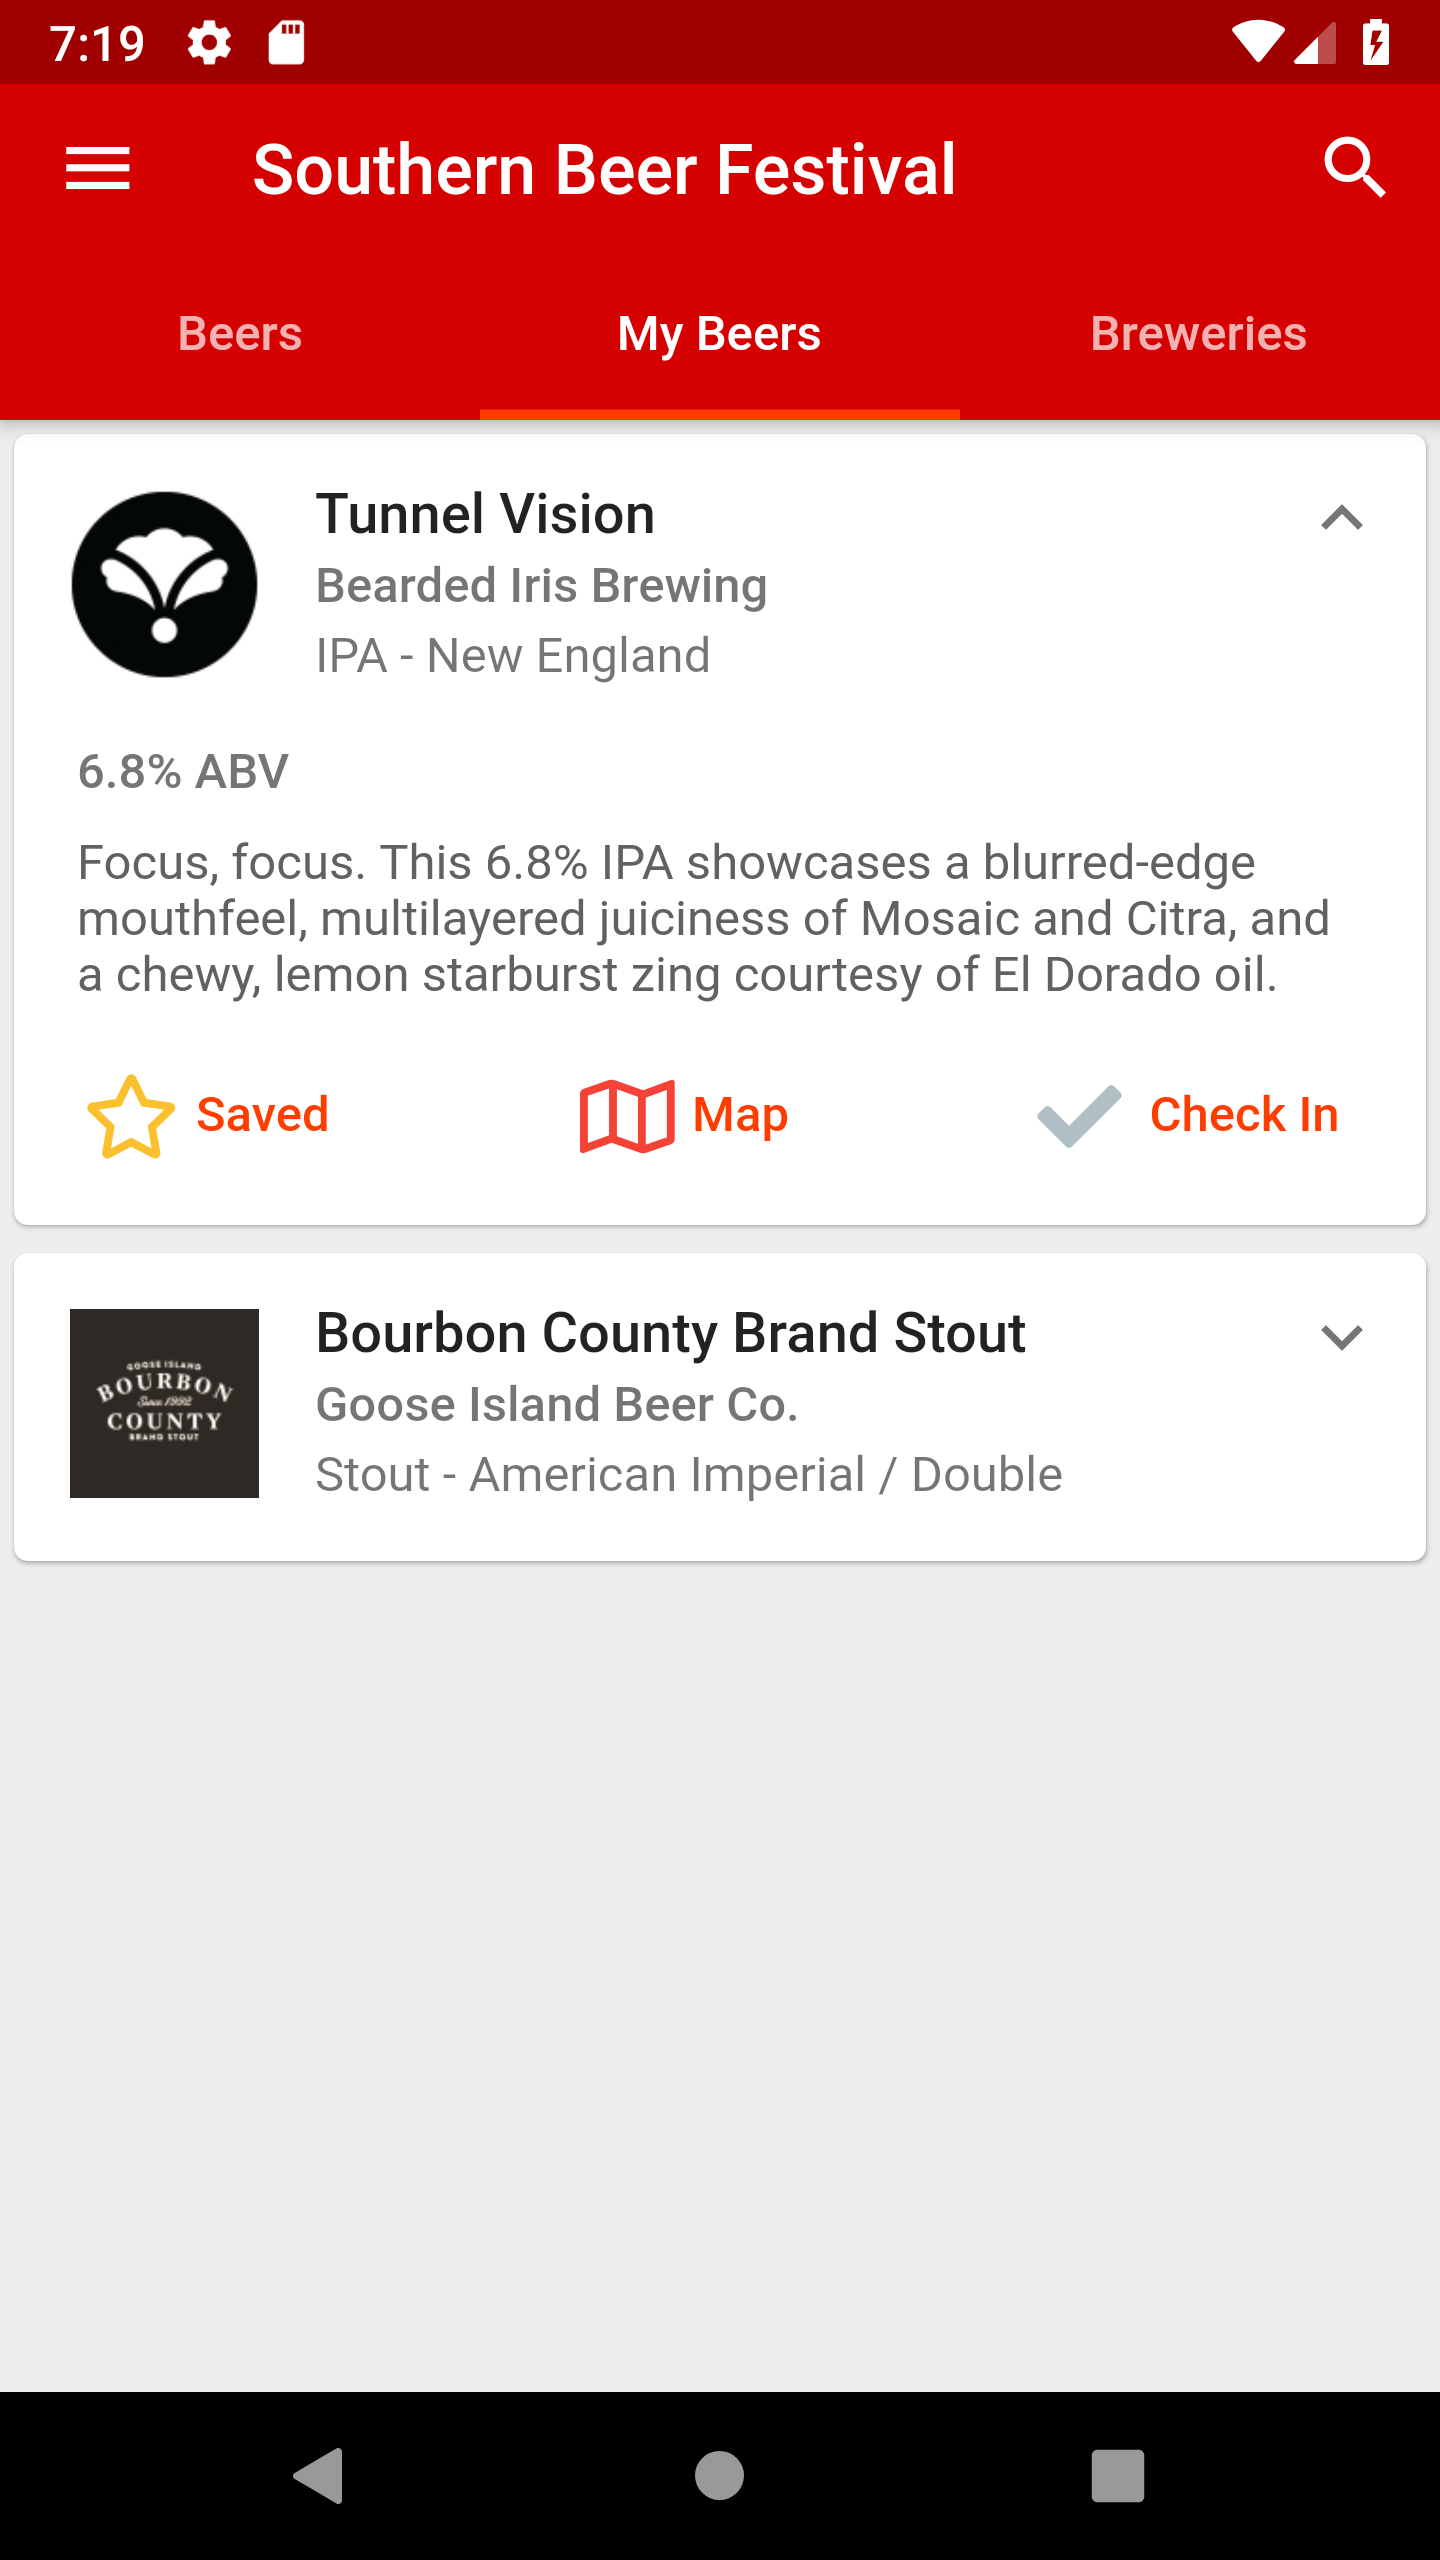 7:19
Southern Beer Festival
Beers
My Beers
Breweries
Tunnel Vision
Bearded Iris Brewing
IPA - New England
6.8% ABV
Focus, focus. This 6.8% IPA showcases a blurred-edge
mouthfeel, multilayered juiciness of Mosaic and Citra, and
a chewy, lemon starburst zing courtesy of El Dorado oil.
Saved
Map
Check In
GOOSE ISLAND
BOURBON
Since 1992
COUNTY
BRAND STOUT
Bourbon County Brand Stout
Goose Island Beer Co.
Stout - American Imperial / Double